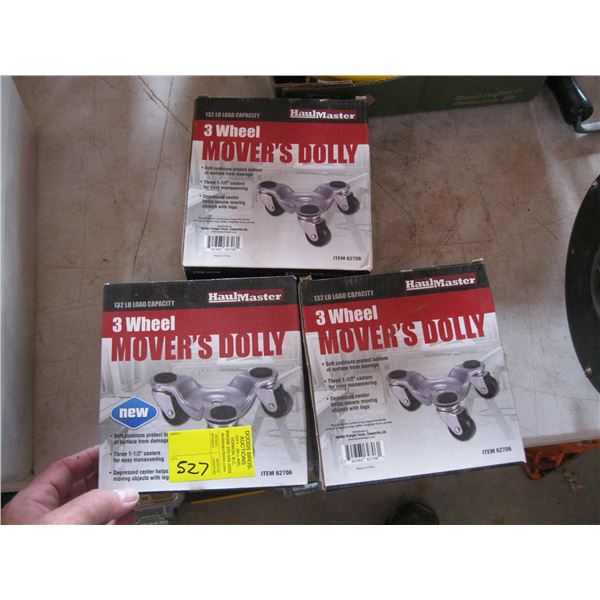 132 LB LOAD CAPACITY
HaulMaster
3 Wheel
MOVER'S DOLLY
• Soft cushions protect bottom
of surface from damage
• Three 1-1/2" casters
for easy maneuvering
• Depressed center
helps secure moving
objects with legs
ITEM 62706
132 LB LOAD CAPACITY
HaulMaster
3 Wheel
MOVER'S DOLLY
new
• Soft cushions protect
of surface from damage
• Three 1-1/2" casters
for easy maneuvering
• Depressed center helps
moving objects with leg
DODDS BROS.
AUCTIONS
VERNON, B.C.
527
ITEM 62706
132 LB LOAD CAPACITY
HaulMaster
3 Wheel
MOVER'S DOLLY
• Soft cushions protect bottom
of surface from damage
• Three 1-1/2" casters
for easy maneuvering
• Depressed center
helps secure moving
objects with legs
ITEM 62706